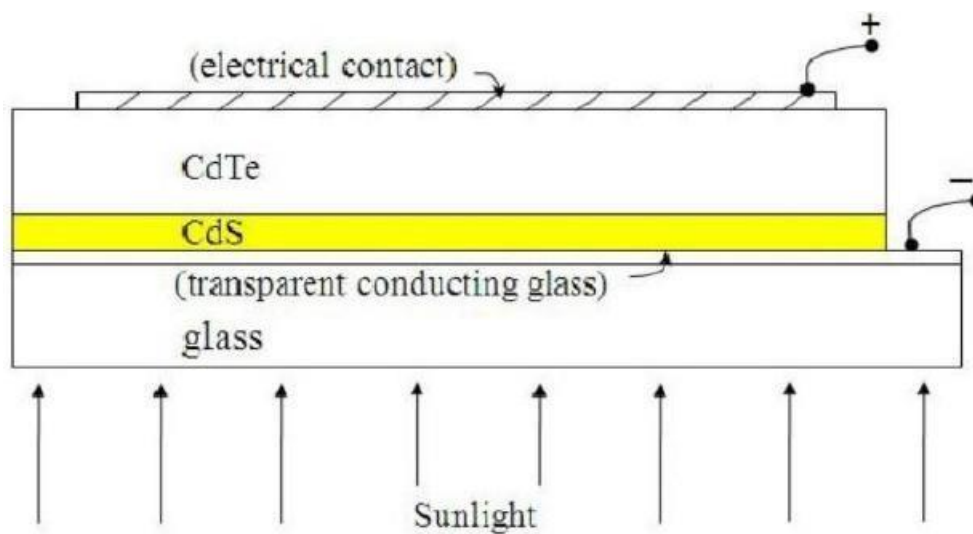 +
(electrical contact)
CdTe
−
CdS
(transparent conducting glass)
glass
Sunlight